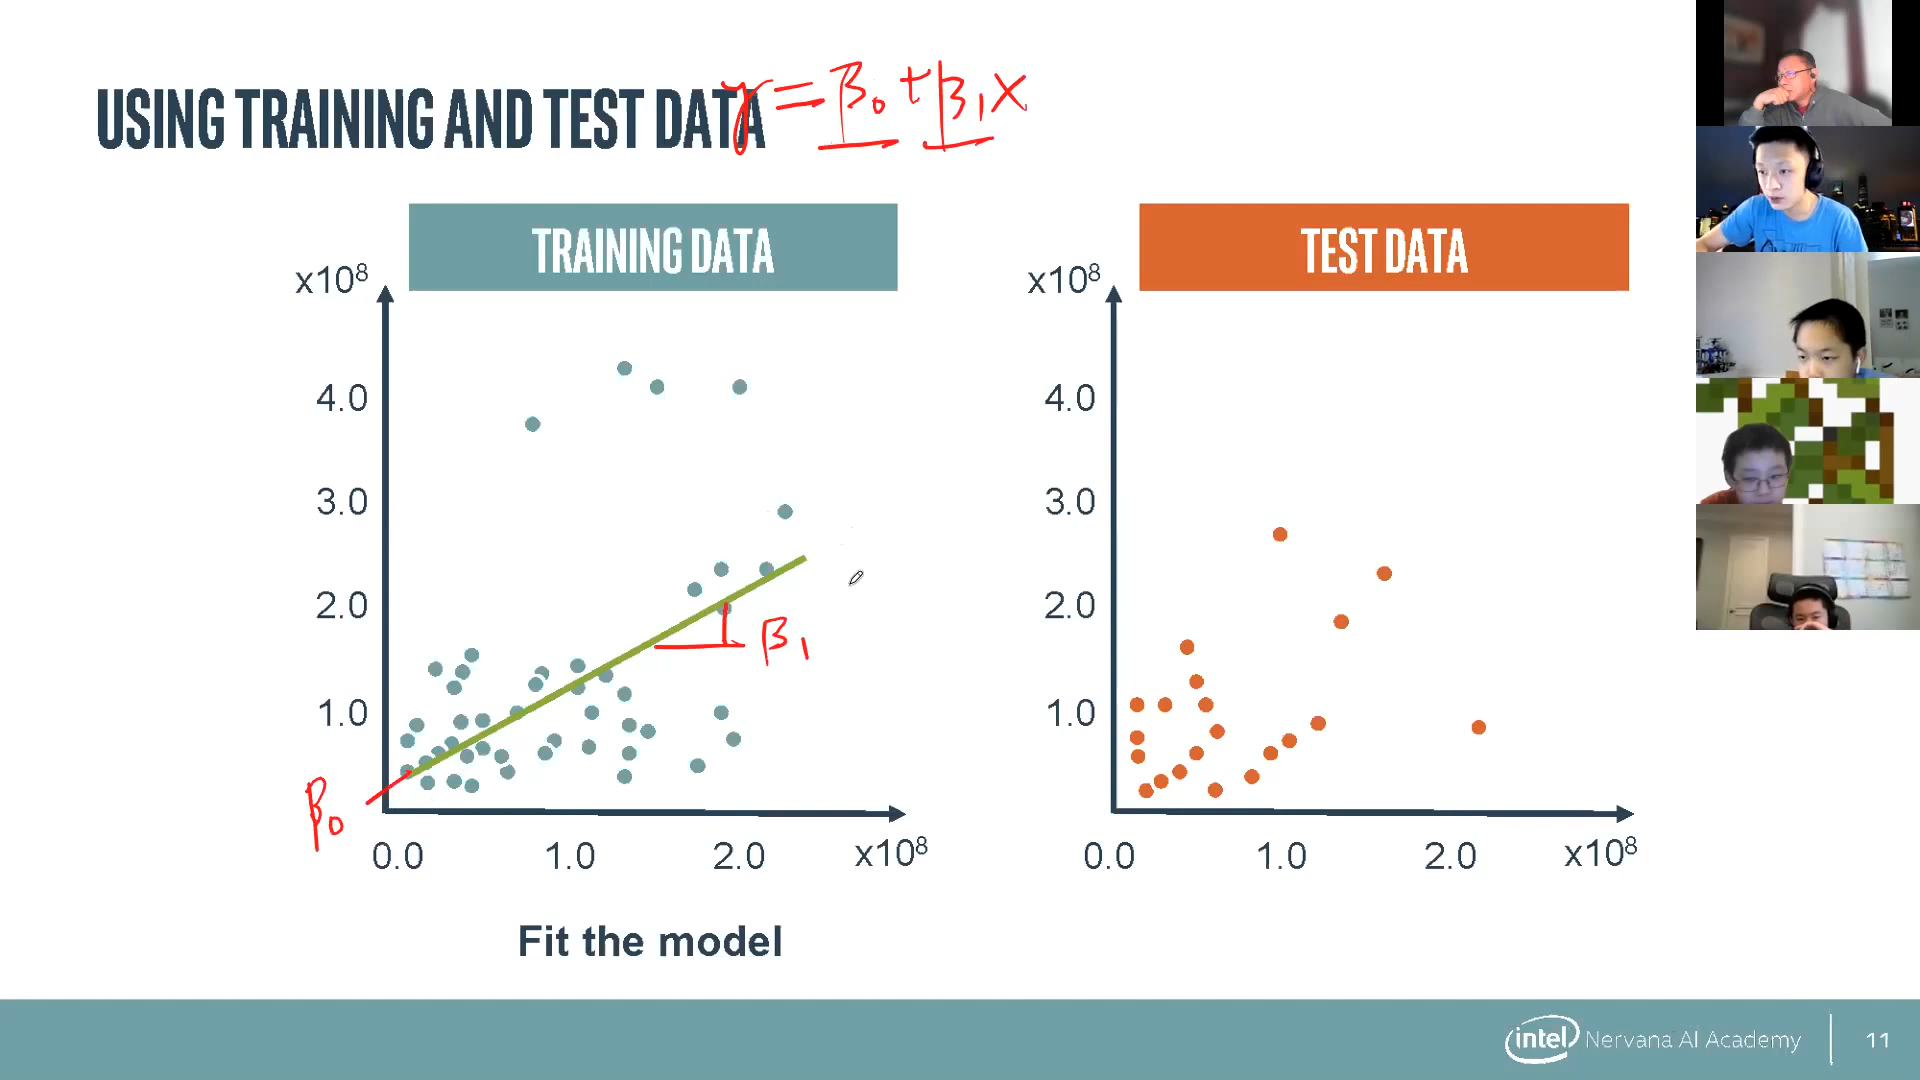 USING TRAINING AND TEST DATA
y = β₀ + β₁x
TRAINING DATA
x10⁸
4.0
3.0
2.0
1.0
β₁
β₀
0.0 1.0 2.0 x10⁸
Fit the model
TEST DATA
x10⁸
4.0
3.0
2.0
1.0
0.0 1.0 2.0 x10⁸
intel Nervana AI Academy 11